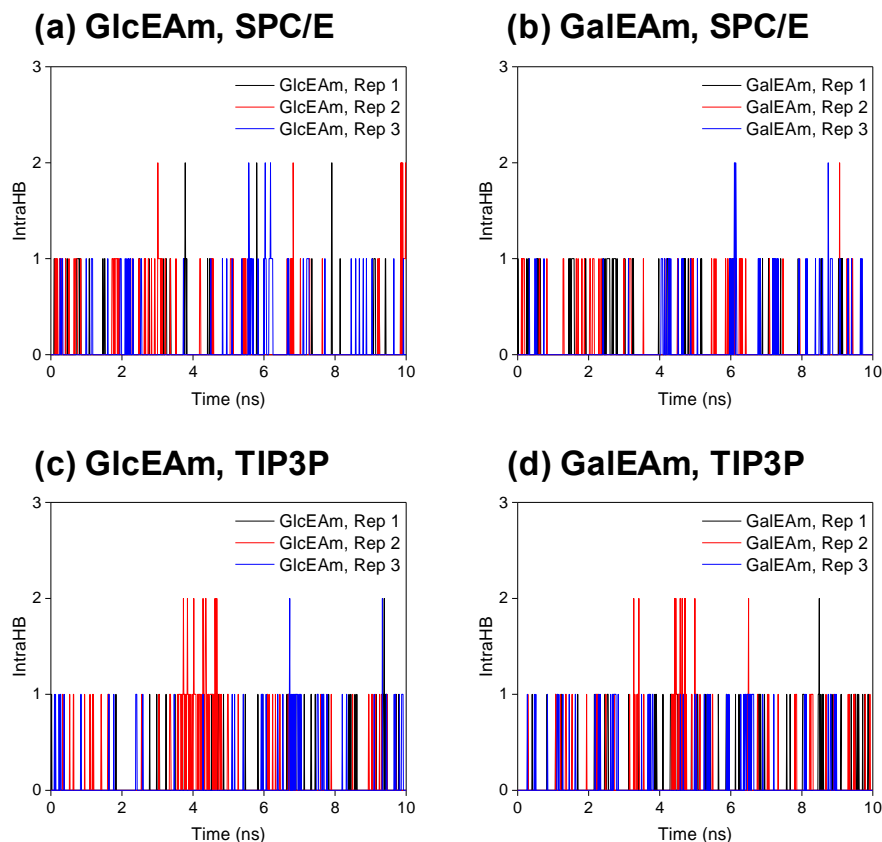 (a) GlcEAm, SPC/E
3
2
1
0
IntraHB
GlcEAm, Rep 1
GlcEAm, Rep 2
GlcEAm, Rep 3
0 2 4 6 8 10
Time (ns)
(b) GalEAm, SPC/E
3
2
1
0
IntraHB
GalEAm, Rep 1
GalEAm, Rep 2
GalEAm, Rep 3
0 2 4 6 8 10
Time (ns)
(c) GlcEAm, TIP3P
3
2
1
0
IntraHB
GlcEAm, Rep 1
GlcEAm, Rep 2
GlcEAm, Rep 3
0 2 4 6 8 10
Time (ns)
(d) GalEAm, TIP3P
3
2
1
0
IntraHB
GalEAm, Rep 1
GalEAm, Rep 2
GalEAm, Rep 3
0 2 4 6 8 10
Time (ns)